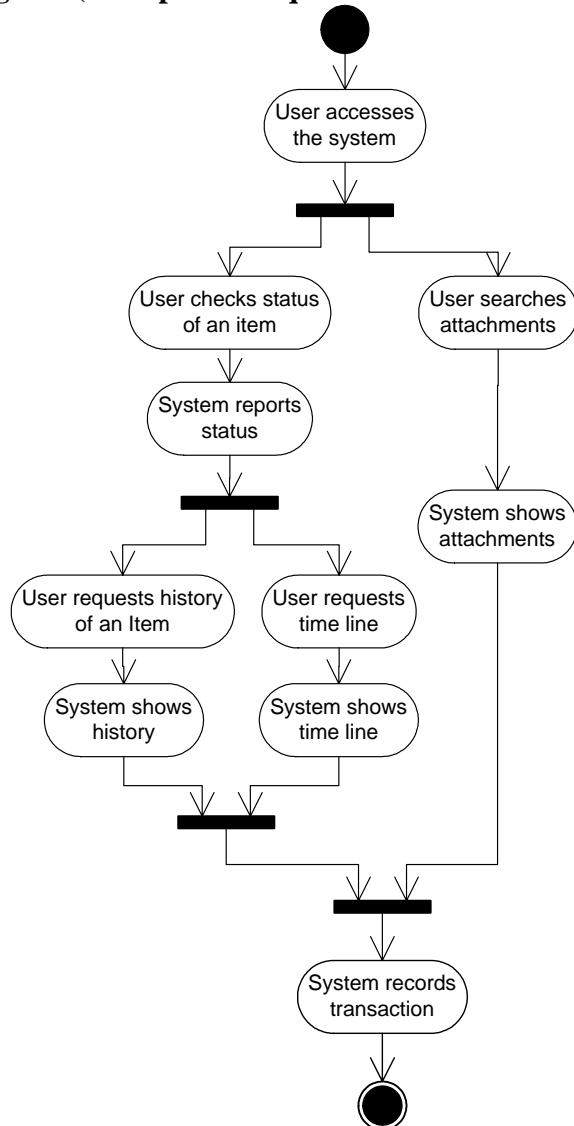 User accesses
the system
User checks status
of an item
User searches
attachments
System reports
status
System shows
attachments
User requests history
of an Item
User requests
time line
System shows
history
System shows
time line
System records
transaction